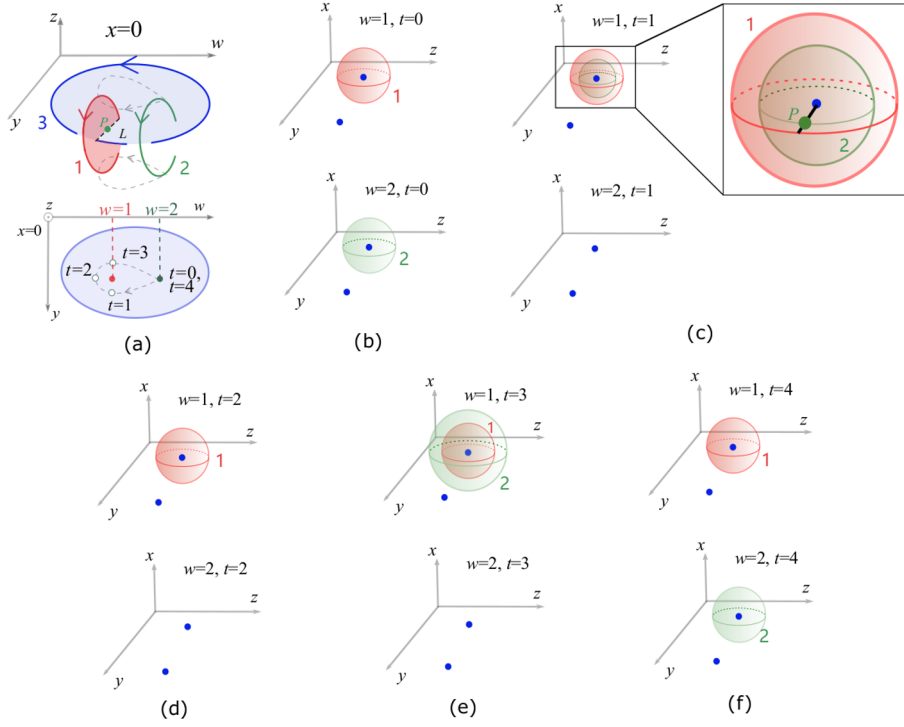 z
x=0
w
y
3
P
L
1
2
z
x=0
w=1
w=2
w
t=3
t=2
t=0,
t=4
t=1
y
(a)
x
w=1, t=0
z
1
y
x
w=2, t=0
z
2
y
(b)
x
w=1, t=1
z
y
1
P
2
x
w=2, t=1
z
y
(c)
x
w=1, t=2
z
1
y
x
w=2, t=2
z
y
(d)
x
w=1, t=3
z
1
2
y
x
w=2, t=3
z
y
(e)
x
w=1, t=4
z
1
y
x
w=2, t=4
z
2
y
(f)